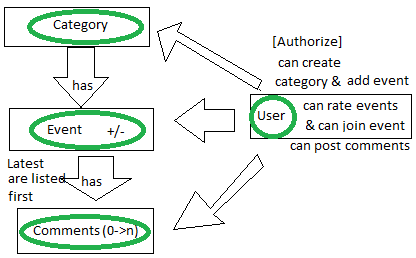 Category
[Authorize]
can create
category & add event
has
User
can rate events
& can join event
can post comments
Event +/-
Latest
are listed
first
has
Comments (0->n)